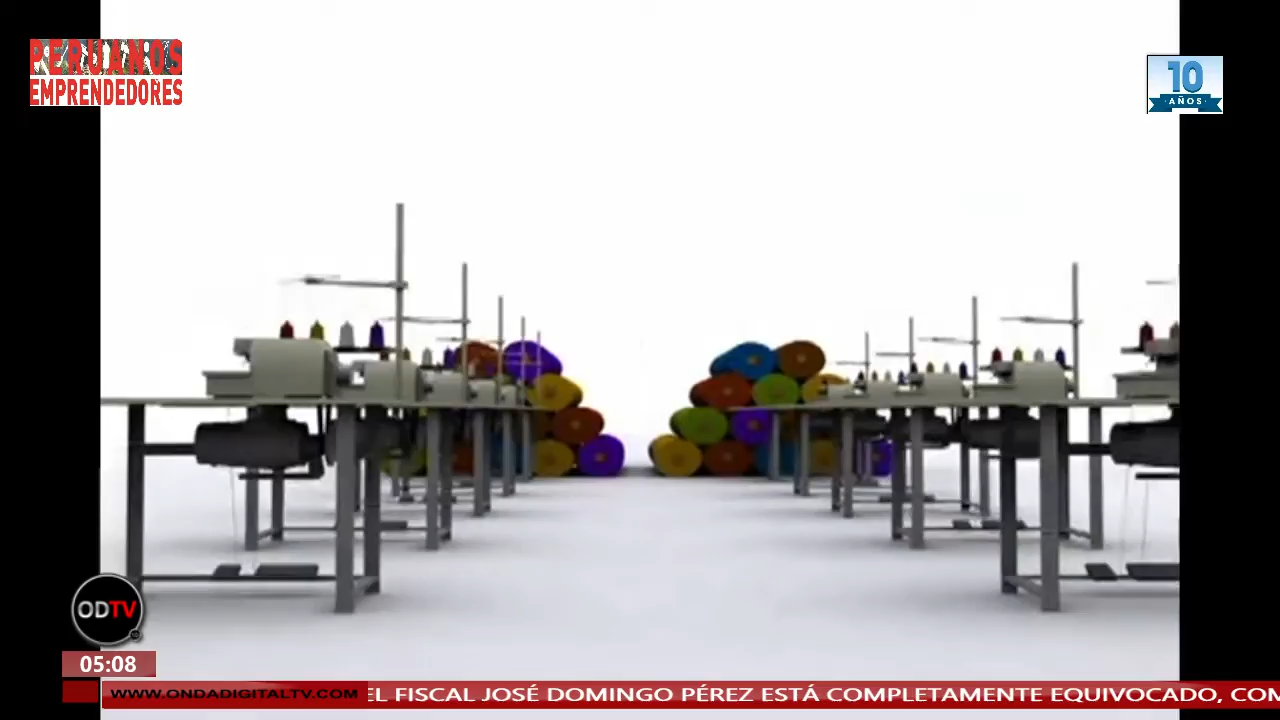 PERUANOS
EMPRENDEDORES
10
AÑOS
ODTV
05:08
WWW.ONDADIGITALTV.COM
EL FISCAL JOSÉ DOMINGO PÉREZ ESTÁ COMPLETAMENTE EQUIVOCADO, COM